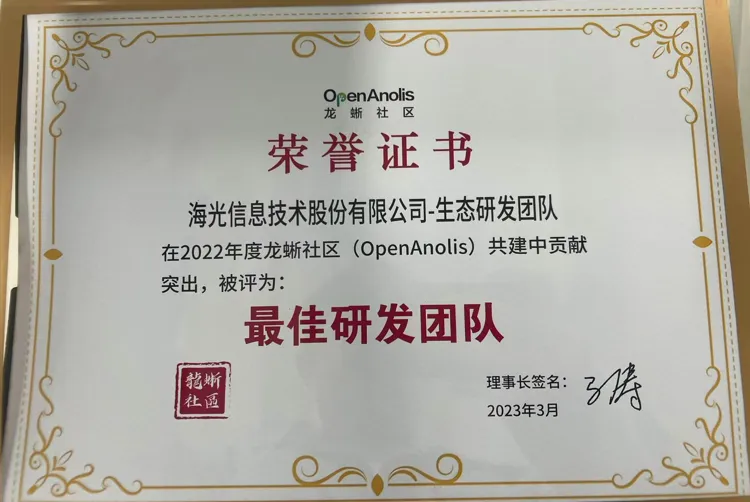 OpenAnolis
龙蜥社区
荣誉证书
海光信息技术股份有限公司-生态研发团队
在2022年度龙蜥社区（OpenAnolis）共建中贡献
突出，被评为：
最佳研发团队
龍蜥
社區
理事长签名：
2023年3月